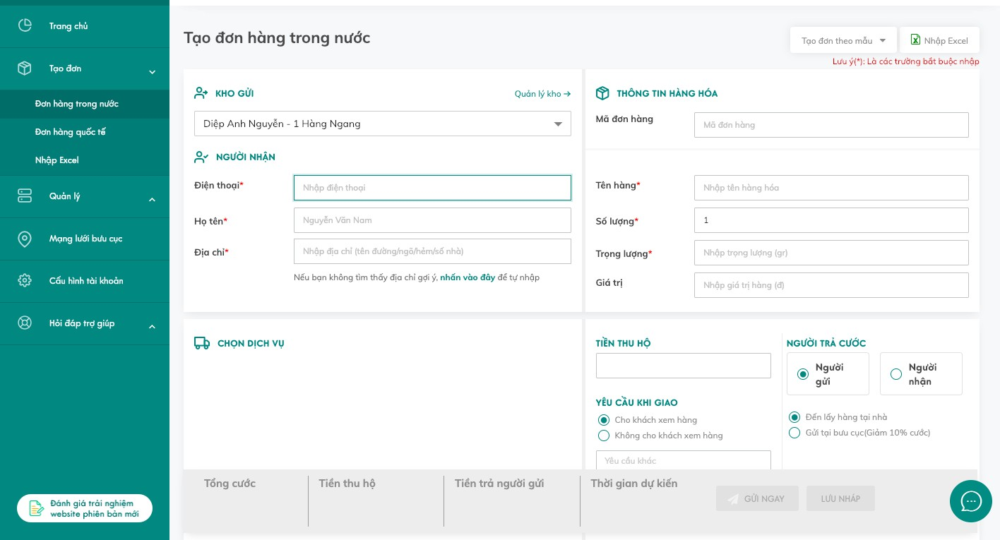 Trang chủ
Tạo đơn
Đơn hàng trong nước
Đơn hàng quốc tế
Nhập Excel
Quản lý
Mạng lưới bưu cục
Cấu hình tài khoản
Hỏi đáp trợ giúp
Đánh giá trải nghiệm
website phiên bản mới
Tạo đơn hàng trong nước
Tạo đơn theo mẫu
Nhập Excel
Lưu ý(*): Là các trường bắt buộc nhập
KHO GỬI
Quản lý kho
Diệp Anh Nguyễn - 1 Hàng Ngang
NGƯỜI NHẬN
Điện thoại*
Nhập điện thoại
Họ tên*
Nguyễn Văn Nam
Địa chỉ*
Nhập địa chỉ (tên đường/ngõ/hẻm/số nhà)
Nếu bạn không tìm thấy địa chỉ gợi ý, nhấn vào đây để tự nhập
THÔNG TIN HÀNG HÓA
Mã đơn hàng
Mã đơn hàng
Tên hàng*
Nhập tên hàng hóa
Số lượng*
1
Trọng lượng*
Nhập trọng lượng (gr)
Giá trị
Nhập giá trị hàng (đ)
CHỌN DỊCH VỤ
TIỀN THU HỘ
YÊU CẦU KHI GIAO
Cho khách xem hàng
Không cho khách xem hàng
Yêu cầu khác
NGƯỜI TRẢ CƯỚC
Người
gửi
Người
nhận
Đến lấy hàng tại nhà
Gửi tại bưu cục(Giảm 10% cước)
Tổng cước
Tiền thu hộ
Tiền trả người gửi
Thời gian dự kiến
GỬI NGAY
LƯU NHÁP